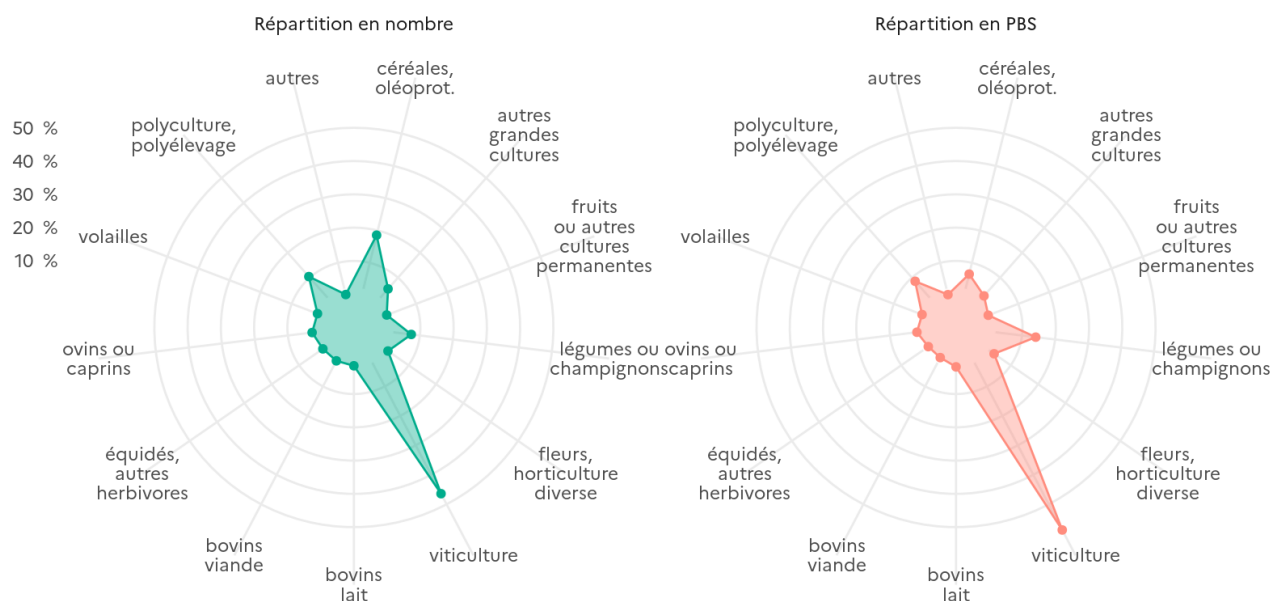 Répartition en nombre
autres
céréales,
oléoprot.
autres
grandes
cultures
polyculture,
polyélevage
50 %
40 %
30 %
20 %
10 %
fruits
ou autres
cultures
permanentes
volailles
ovins ou
caprins
légumes ou
champignons
équidés,
autres
herbivores
fleurs,
horticulture
diverse
bovins
viande
viticulture
bovins
lait
Répartition en PBS
autres
céréales,
oléoprot.
autres
grandes
cultures
polyculture,
polyélevage
fruits
ou autres
cultures
permanentes
volailles
ovins ou
caprins
légumes ou
champignons
équidés,
autres
herbivores
fleurs,
horticulture
diverse
bovins
viande
viticulture
bovins
lait